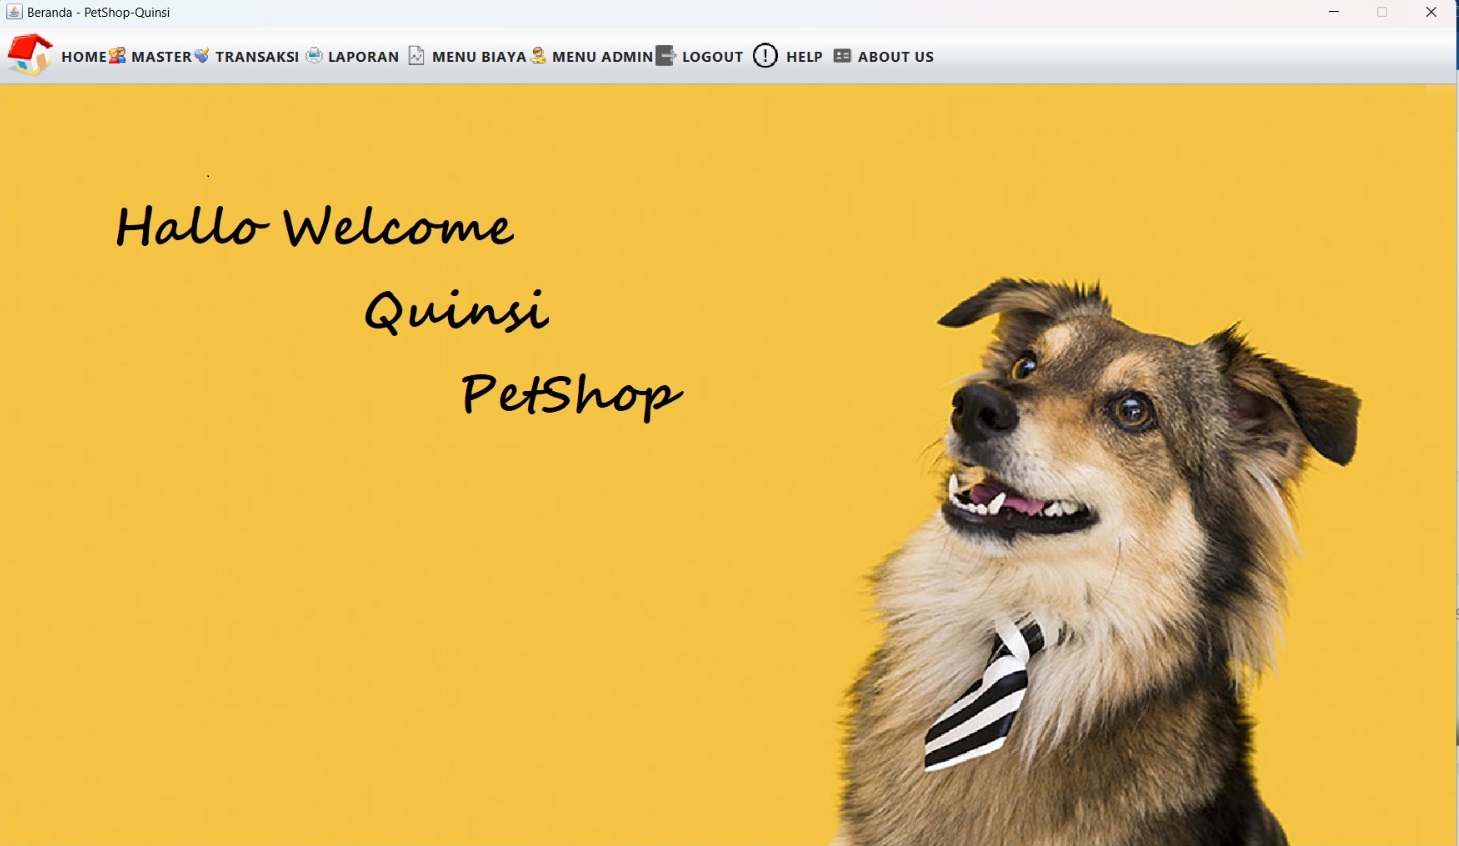 Beranda - PetShop-Quinsi
HOME MASTER TRANSAKSI LAPORAN MENU BIAYA MENU ADMIN LOGOUT HELP ABOUT US
Hallo Welcome
Quinsi
PetShop